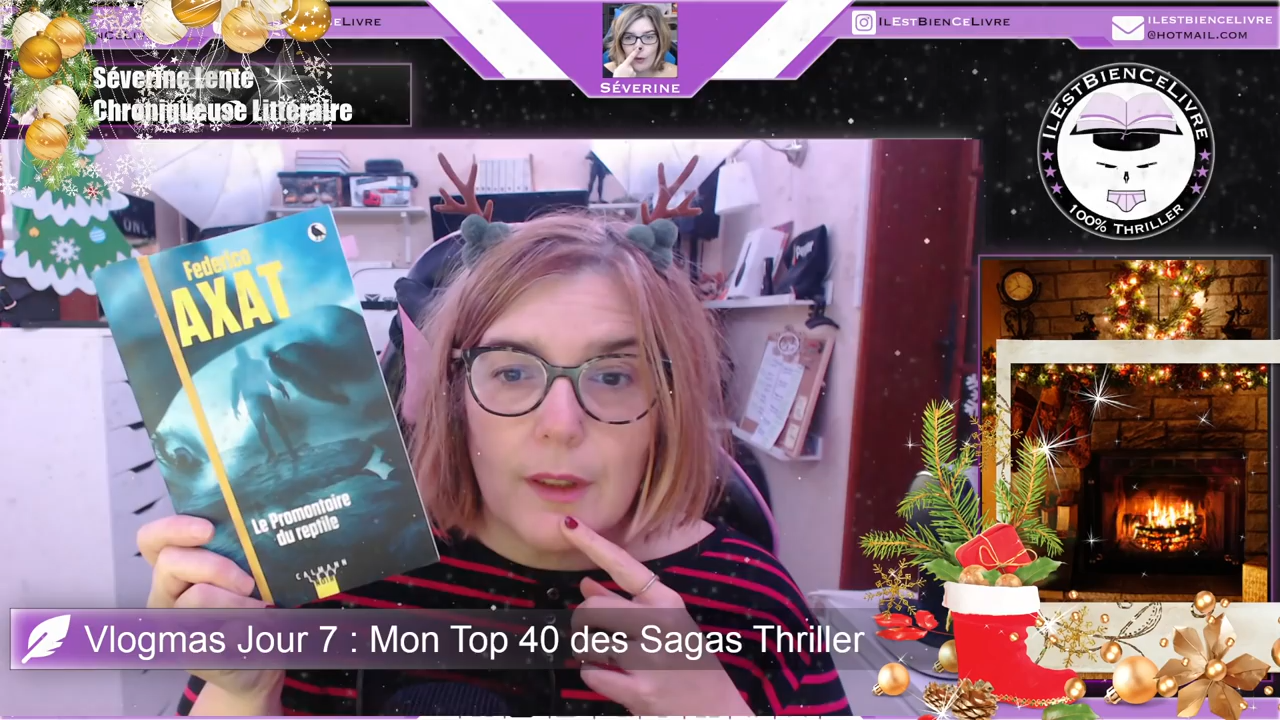 eLivre
IlEstBienCeLivre
ilestbiencelivre
@hotmail.com
Séverine
Séverine Lente
Chroniqueuse Littéraire
IlEstBienCeLivre
100% Thriller
Federico
AXAT
Le Promontoire
du reptile
CALMANN
Vlogmas Jour 7 : Mon Top 40 des Sagas Thriller